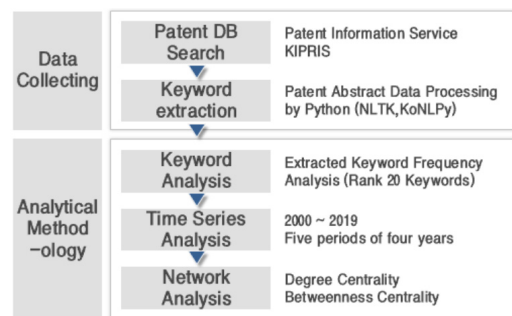 Data
Collecting
Patent DB
Search
Patent Information Service
KIPRIS
Keyword
extraction
Patent Abstract Data Processing
by Python (NLTK,KoNLPy)
Analytical
Method
-ology
Keyword
Analysis
Extracted Keyword Frequency
Analysis (Rank 20 Keywords)
Time Series
Analysis
2000 ~ 2019
Five periods of four years
Network
Analysis
Degree Centrality
Betweenness Centrality